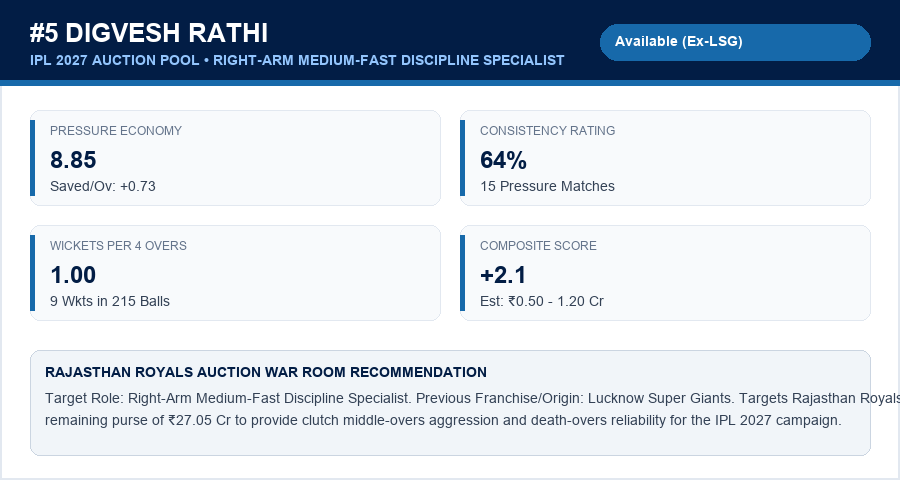 #5 DIGVESH RATHI
IPL 2027 AUCTION POOL • RIGHT-ARM MEDIUM-FAST DISCIPLINE SPECIALIST
Available (Ex-LSG)
PRESSURE ECONOMY
8.85
Saved/Ov: +0.73
CONSISTENCY RATING
64%
15 Pressure Matches
WICKETS PER 4 OVERS
1.00
9 Wkts in 215 Balls
COMPOSITE SCORE
+2.1
Est: ₹0.50 - 1.20 Cr
RAJASTHAN ROYALS AUCTION WAR ROOM RECOMMENDATION
Target Role: Right-Arm Medium-Fast Discipline Specialist. Previous Franchise/Origin: Lucknow Super Giants. Targets Rajasthan Royals
remaining purse of ₹27.05 Cr to provide clutch middle-overs aggression and death-overs reliability for the IPL 2027 campaign.